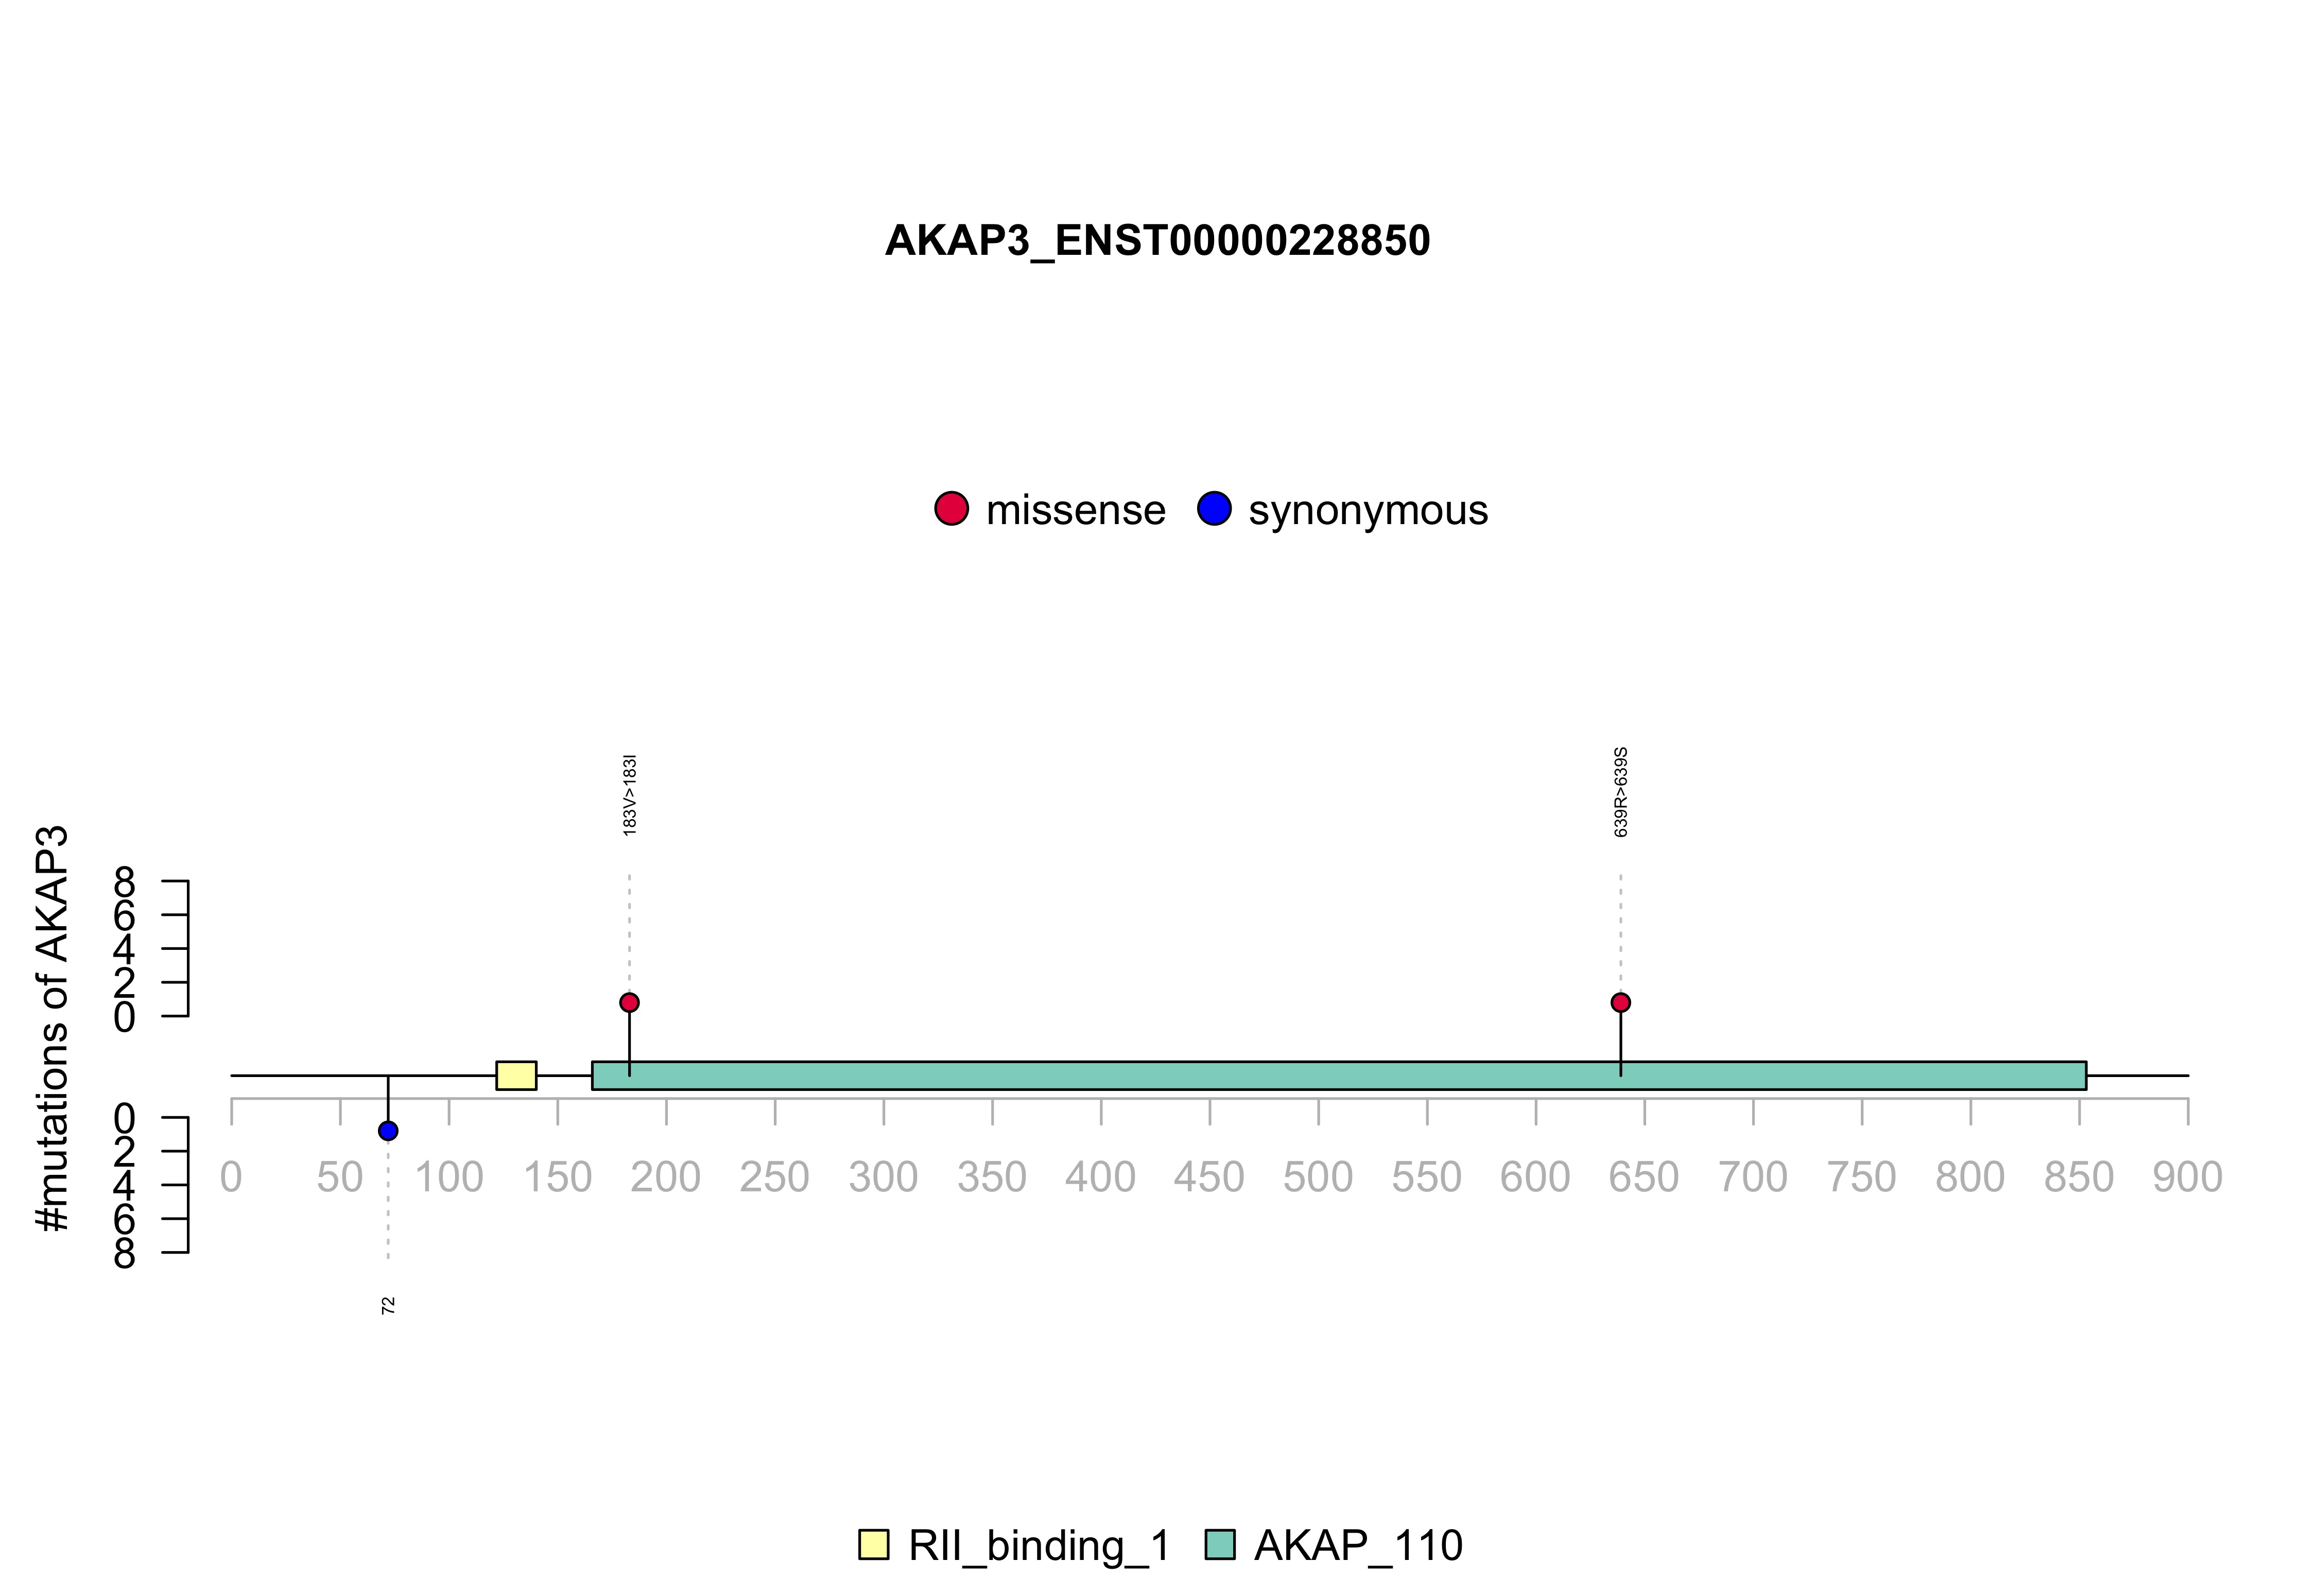 AKAP3_ENST00000228850
missense synonymous
183V>183I
639R>639S
#mutations of AKAP3
8
6
4
2
0
0
2
4
6
8
0 50 100 150 200 250 300 350 400 450 500 550 600 650 700 750 800 850 900
72
RII_binding_1 AKAP_110